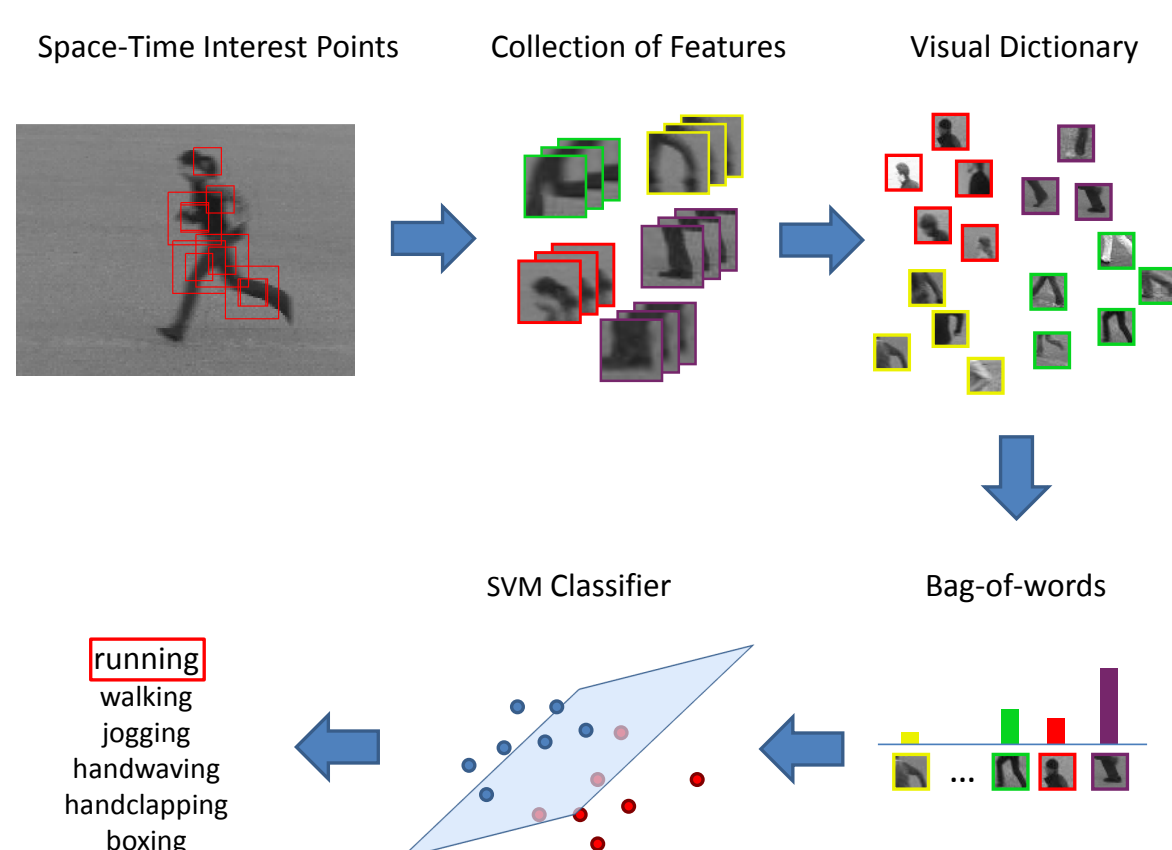 Space-Time Interest Points
Collection of Features
Visual Dictionary
SVM Classifier
Bag-of-words
running
walking
jogging
handwaving
handclapping
boxing
...